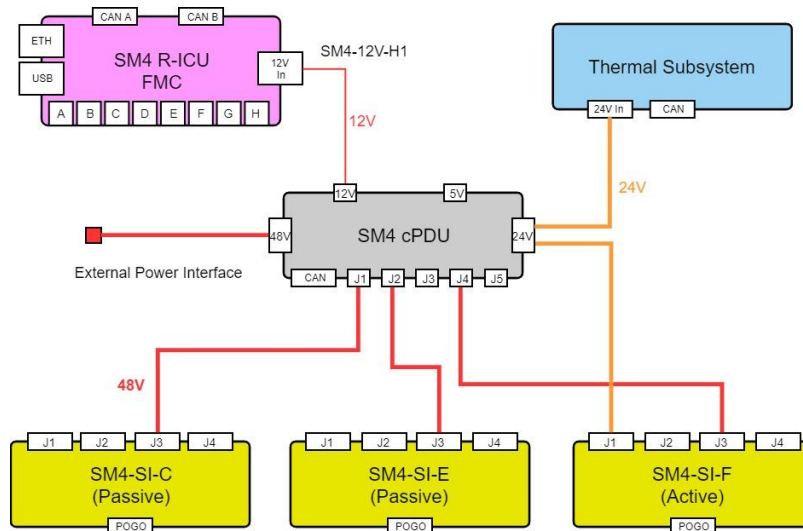 CAN A
CAN B
ETH
USB
SM4 R-ICU
FMC
12V
In
A
B
C
D
E
F
G
H
SM4-12V-H1
12V
Thermal Subsystem
24V In
CAN
24V
12V
5V
48V
SM4 cPDU
24V
External Power Interface
CAN
J1
J2
J3
J4
J5
48V
J1
J2
J3
J4
SM4-SI-C
(Passive)
POGO
J1
J2
J3
J4
SM4-SI-E
(Passive)
POGO
J1
J2
J3
J4
SM4-SI-F
(Active)
POGO